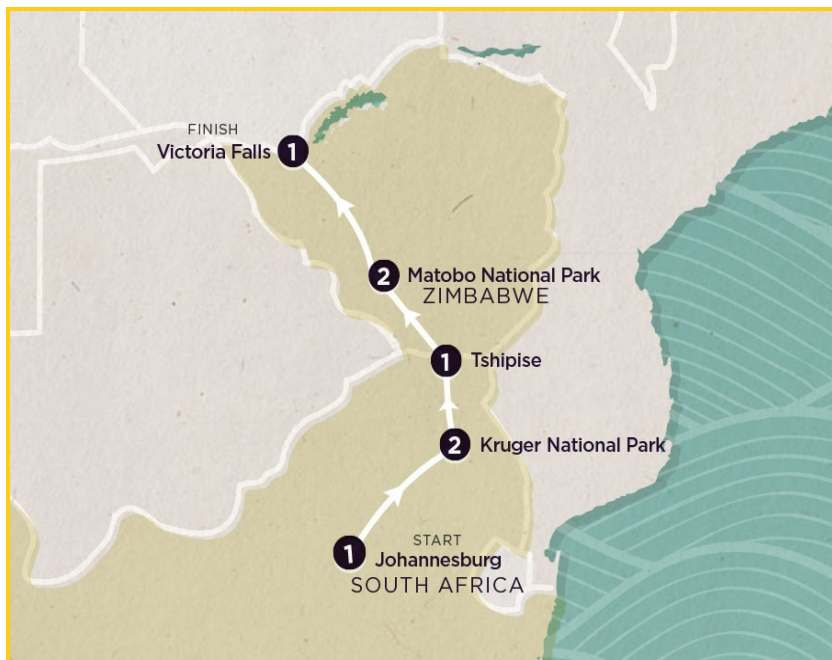 FINISH
Victoria Falls 1
2 Matobo National Park
ZIMBABWE
1 Tshipise
2 Kruger National Park
START
1 Johannesburg
SOUTH AFRICA